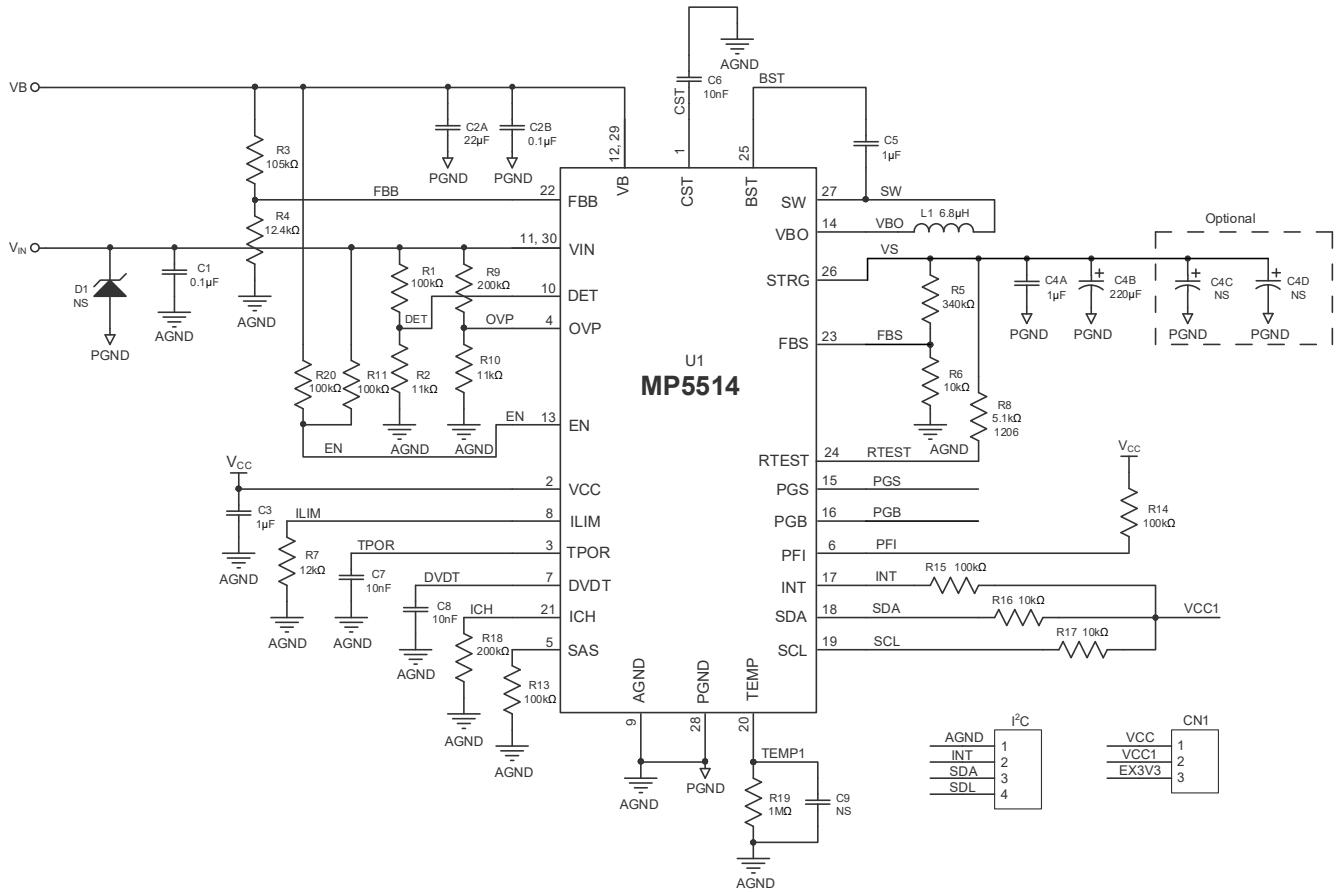 AGND
C6
10nF
CST
BST
VB
R3
105kΩ
C2A
22µF
PGND
C2B
0.1µF
PGND
C5
1µF
12, 29
1
25
VB
CST
BST
FBB
22
FBB
R4
12.4kΩ
AGND
SW
27
SW
VBO
14
VBO
L1 6.8µH
VS
STRG
26
Optional
VIN
11, 30
VIN
D1
NS
PGND
C1
0.1µF
AGND
R1
100kΩ
R9
200kΩ
10
DET
DET
4
OVP
OVP
R20
100kΩ
R11
100kΩ
R2
11kΩ
R10
11kΩ
AGND
AGND
EN
13
EN
EN
R5
340kΩ
C4A
1µF
PGND
C4B
220µF
PGND
C4C
NS
PGND
C4D
NS
PGND
U1
MP5514
FBS
23
FBS
R6
10kΩ
AGND
R8
5.1kΩ
1206
RTEST
24
RTEST
PGS
15
PGS
PGB
16
PGB
VCC
R14
100kΩ
PFI
6
PFI
INT
17
INT
R15 100kΩ
SDA
18
SDA
R16 10kΩ
VCC1
SCL
19
SCL
R17 10kΩ
VCC
2
VCC
C3
1µF
AGND
ILIM
8
ILIM
R7
12kΩ
AGND
TPOR
3
TPOR
C7
10nF
AGND
DVDT
7
DVDT
C8
10nF
AGND
ICH
21
ICH
R18
200kΩ
AGND
5
SAS
R13
100kΩ
AGND
AGND
PGND
TEMP
9
28
20
AGND
PGND
TEMP1
R19
1MΩ
C9
NS
AGND
I²C
AGND
1
INT
2
SDA
3
SDL
4
CN1
VCC
1
VCC1
2
EX3V3
3